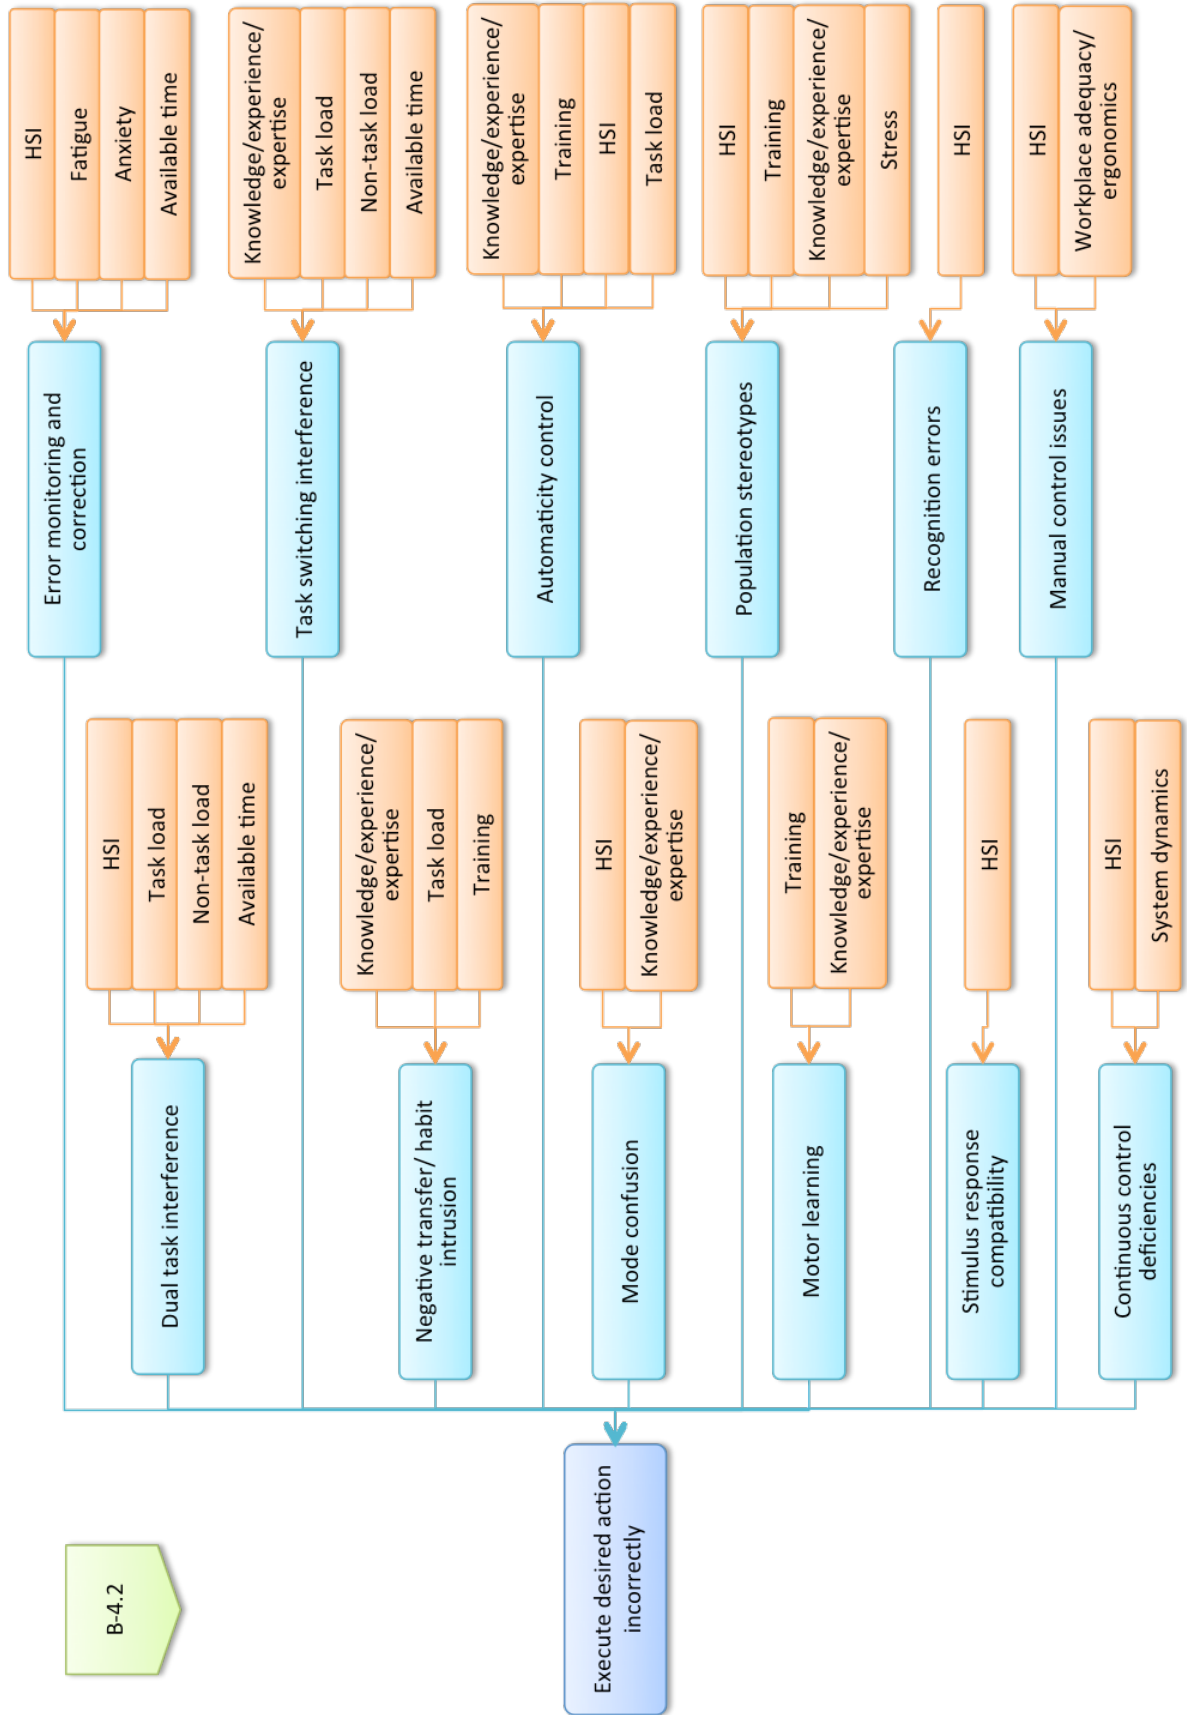 B-4.2
Execute desired action
incorrectly
Error monitoring and
correction
HSI
Fatigue
Anxiety
Available time
Dual task interference
HSI
Task load
Non-task load
Available time
Task switching interference
Knowledge/experience/
expertise
Task load
Non-task load
Available time
Negative transfer/ habit
intrusion
Knowledge/experience/
expertise
Task load
Training
Automaticity control
Knowledge/experience/
expertise
Training
HSI
Task load
Mode confusion
HSI
Knowledge/experience/
expertise
Population stereotypes
HSI
Training
Knowledge/experience/
expertise
Stress
Motor learning
Training
Knowledge/experience/
expertise
Recognition errors
HSI
Stimulus response
compatibility
HSI
Manual control issues
HSI
Workplace adequacy/
ergonomics
Continuous control
deficiencies
HSI
System dynamics